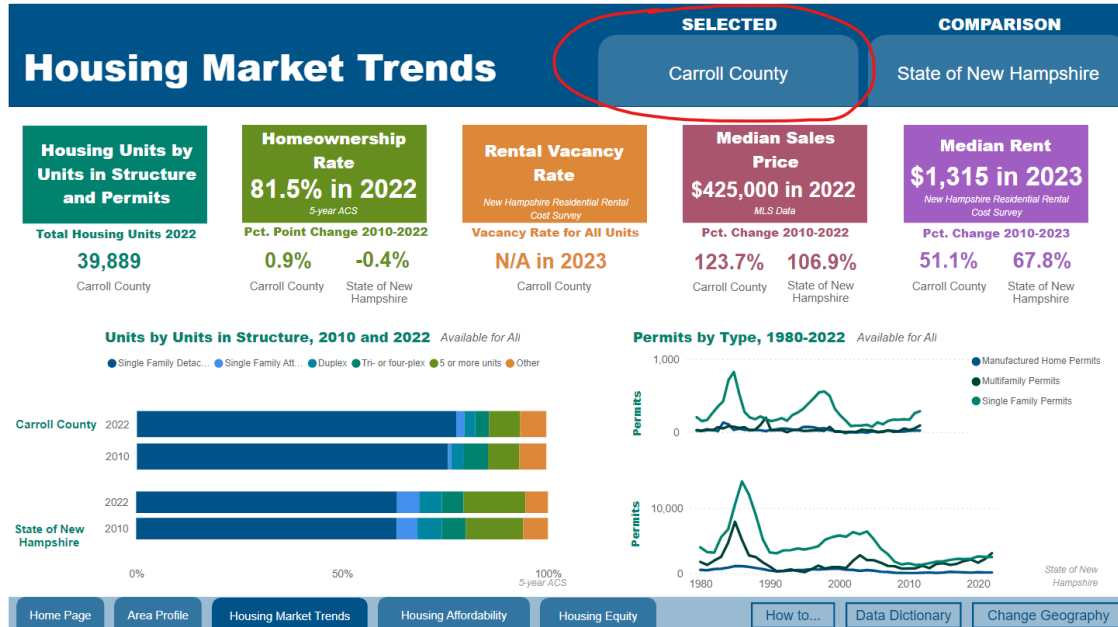 SELECTED
COMPARISON
Housing Market Trends
Carroll County
State of New Hampshire
Housing Units by
Units in Structure
and Permits
Total Housing Units 2022
39,889
Carroll County
Homeownership
Rate
81.5% in 2022
5-year ACS
Pct. Point Change 2010-2022
0.9%
-0.4%
Carroll County
State of New
Hampshire
Rental Vacancy
Rate
New Hampshire Residential Rental
Cost Survey
Vacancy Rate for All Units
N/A in 2023
Carroll County
Median Sales
Price
$425,000 in 2022
MLS Data
Pct. Change 2010-2022
123.7%
106.9%
Carroll County
State of New
Hampshire
Median Rent
$1,315 in 2023
New Hampshire Residential Rental
Cost Survey
Pct. Change 2010-2023
51.1%
67.8%
Carroll County
State of New
Hampshire
Units by Units in Structure, 2010 and 2022 Available for All
Single Family Detac... Single Family Att... Duplex Tri- or four-plex 5 or more units Other
Carroll County 2022
2010
2022
State of New
Hampshire
2010
0% 50% 100%
5-year ACS
Permits by Type, 1980-2022 Available for All
1,000
0
Permits
Manufactured Home Permits
Multifamily Permits
Single Family Permits
10,000
0
Permits
1980 1990 2000 2010 2020
State of New
Hampshire
Home Page
Area Profile
Housing Market Trends
Housing Affordability
Housing Equity
How to...
Data Dictionary
Change Geography